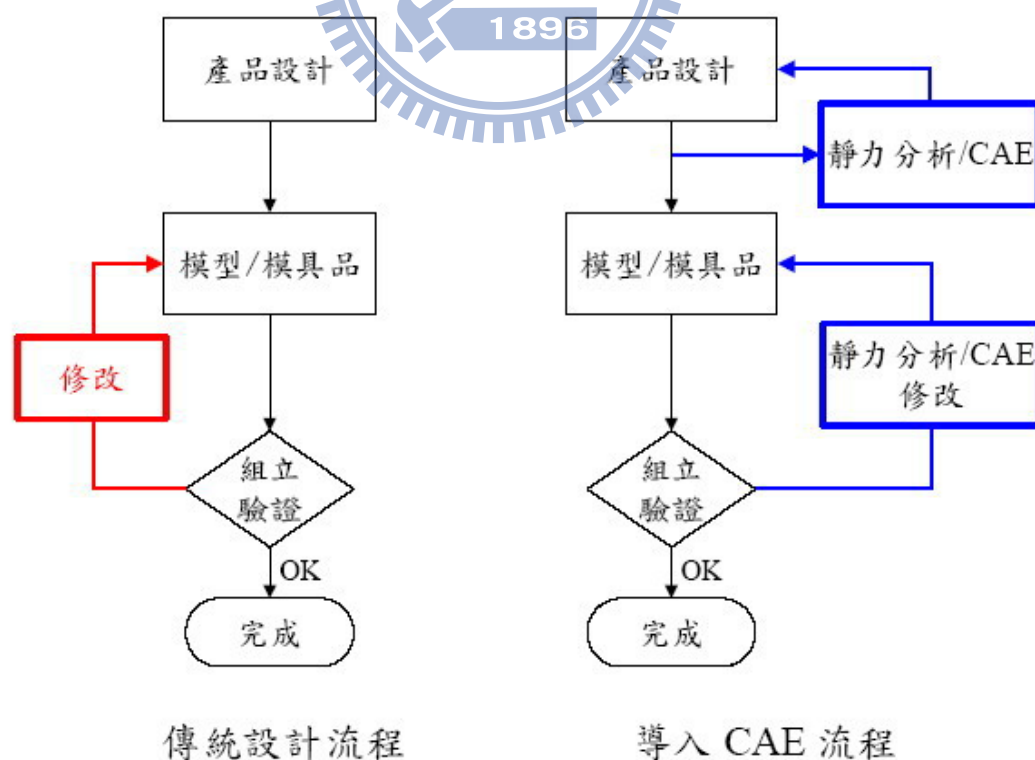 1896
產品設計
模型/模具品
修改
組立
驗證
OK
完成
傳統設計流程
產品設計
靜力分析/CAE
模型/模具品
靜力分析/CAE
修改
組立
驗證
OK
完成
導入 CAE 流程